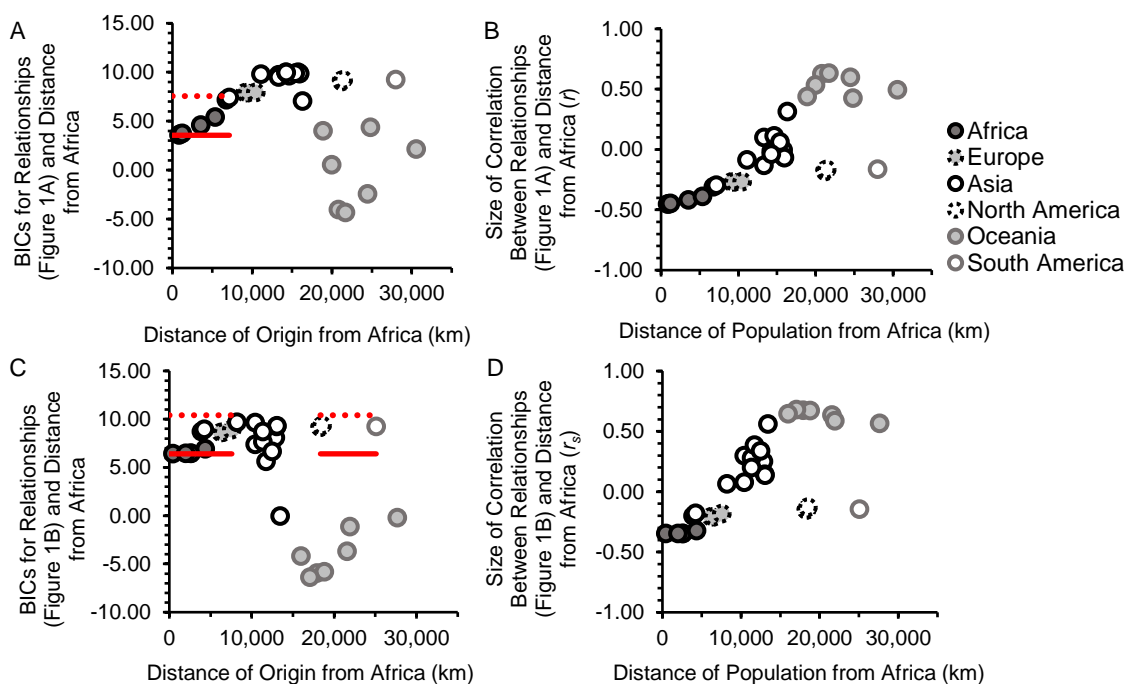 A
BICs for Relationships
(Figure 1A) and Distance
from Africa
15.00
10.00
5.00
0.00
-5.00
-10.00
0
10,000
20,000
30,000
Distance of Origin from Africa (km)
B
Size of Correlation
Between Relationships
(Figure 1A) and Distance
from Africa (r)
1.00
0.50
0.00
-0.50
-1.00
0
10,000
20,000
30,000
Distance of Population from Africa (km)
Africa
Europe
Asia
North America
Oceania
South America
C
BICs for Relationships
(Figure 1B) and Distance
from Africa
15.00
10.00
5.00
0.00
-5.00
-10.00
0
10,000
20,000
30,000
Distance of Origin from Africa (km)
D
Size of Correlation
Between Relationships
(Figure 1B) and Distance
from Africa (rs)
1.00
0.50
0.00
-0.50
-1.00
0
10,000
20,000
30,000
Distance of Population from Africa (km)